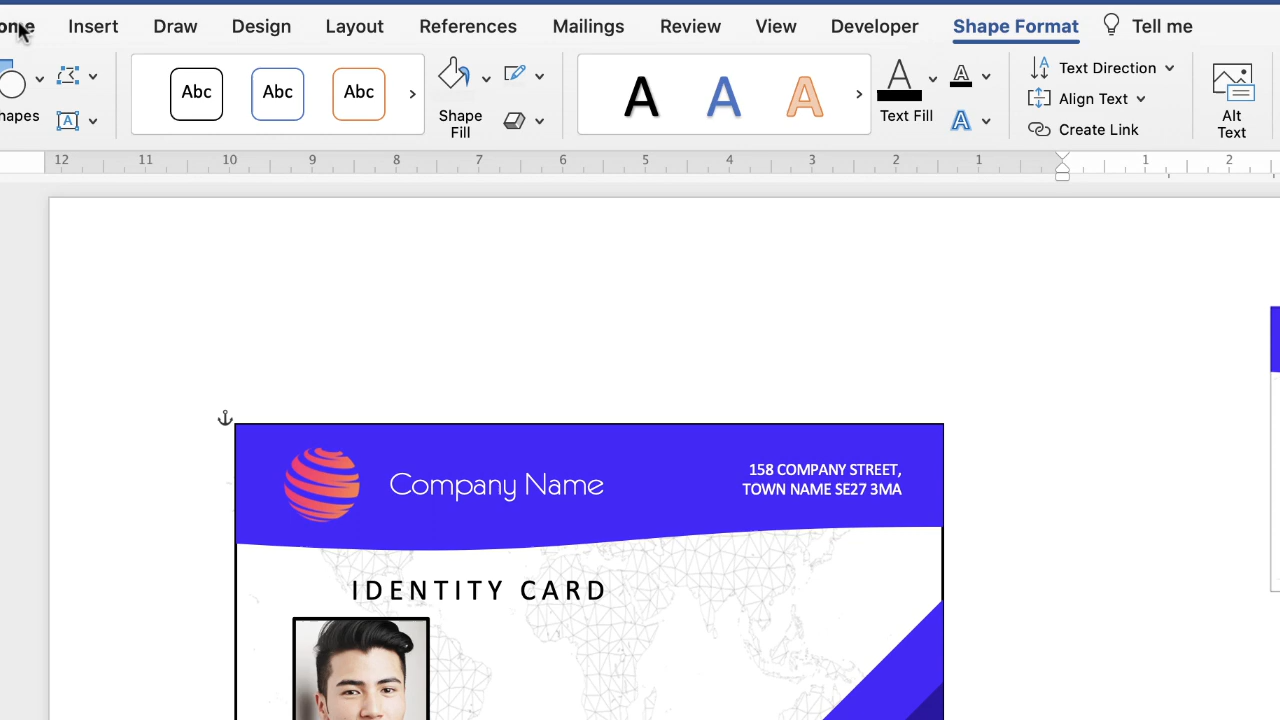 Insert Draw Design Layout References Mailings Review View Developer Shape Format Tell me
Abc Abc Abc
Shape Fill
A A A
Text Fill
Text Direction
Align Text
Create Link
Alt Text
12 11 10 9 8 7 6 5 4 3 2 1 1 2
Company Name
158 COMPANY STREET,
TOWN NAME SE27 3MA
IDENTITY CARD